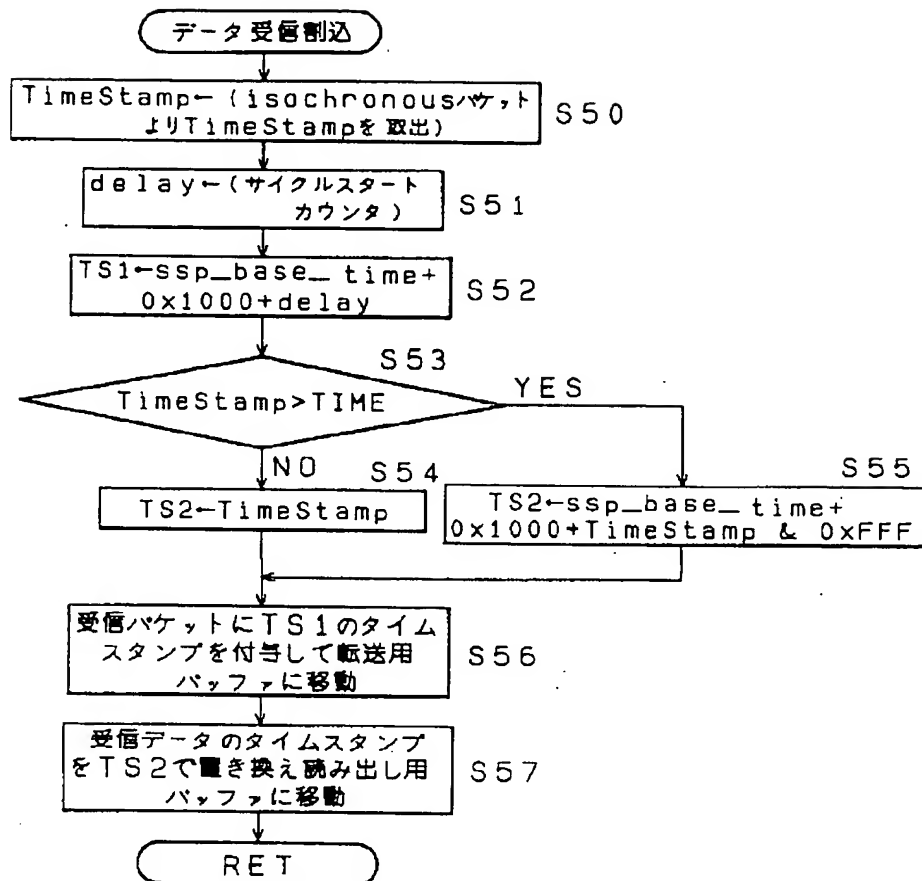 データ受信割込
TimeStamp←(isochronousパケット
よりTimeStampを取出)
S50
delay←(サイクルスタート
カウンタ)
S51
TS1←ssp_base_time+
0x1000+delay
S52
S53
TimeStamp>TIME
YES
NO
S54
TS2←TimeStamp
S55
TS2←ssp_base_time+
0x1000+TimeStamp & 0xFFF
受信パケットにTS1のタイム
スタンプを付与して転送用
バッファに移動
S56
受信データのタイムスタンプ
をTS2で置き換え読み出し用
バッファに移動
S57
RET